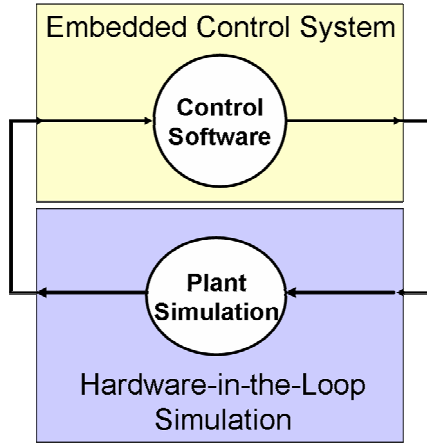 Embedded Control System
Control
Software
Plant
Simulation
Hardware-in-the-Loop
Simulation